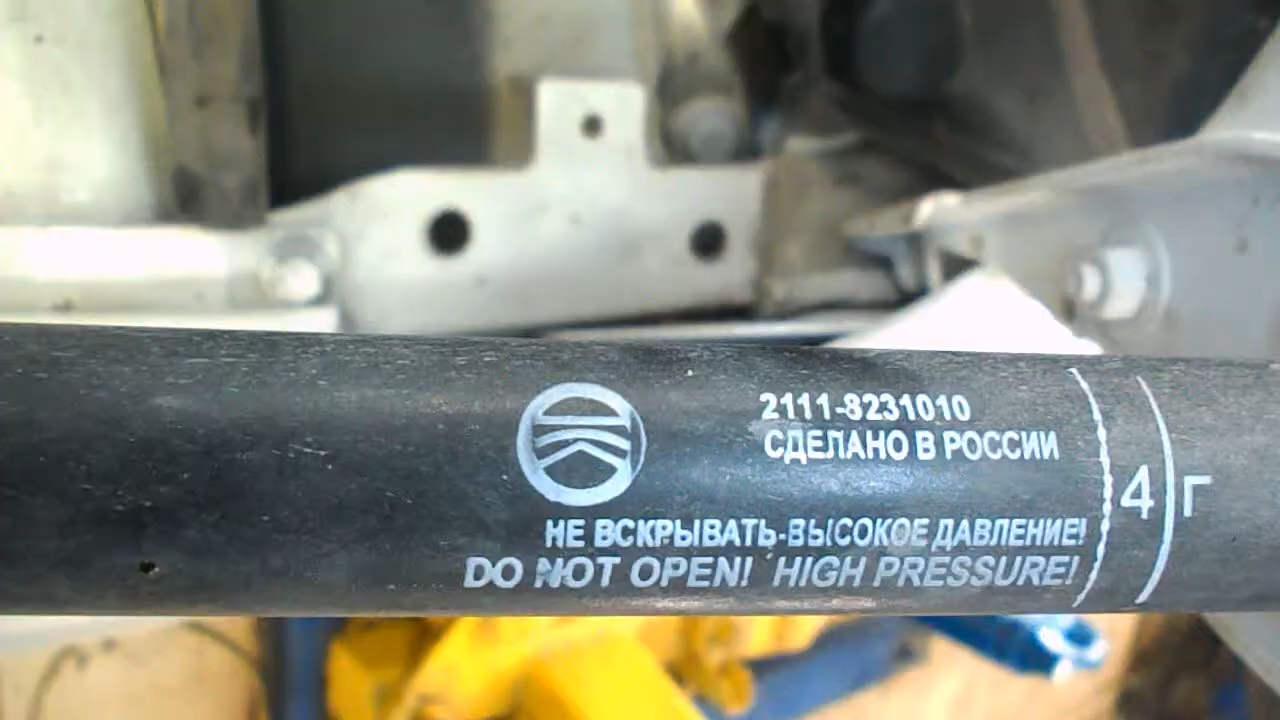 2111-8231010
СДЕЛАНО В РОССИИ
4 Г
НЕ ВСКРЫВАТЬ-ВЫСОКОЕ ДАВЛЕНИЕ!
DO NOT OPEN! HIGH PRESSURE!